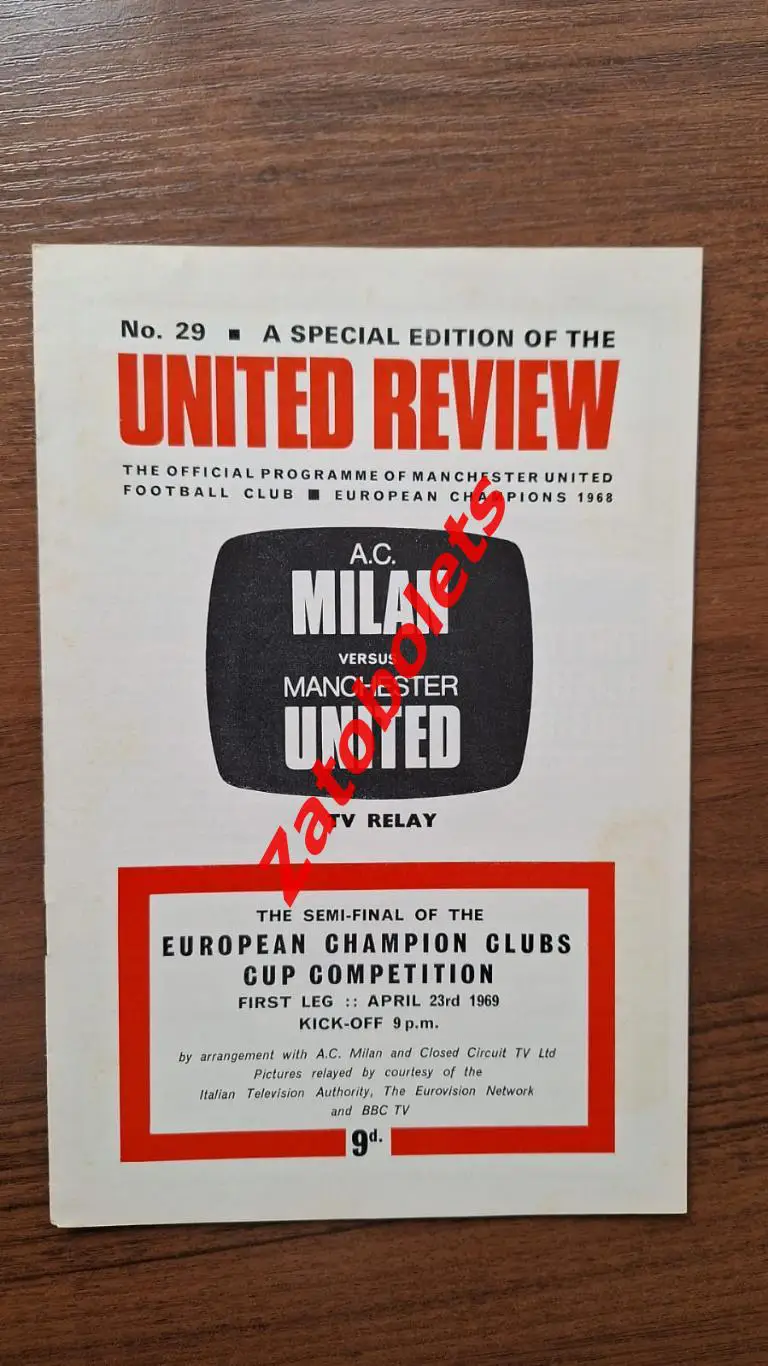 No. 29 ■ A SPECIAL EDITION OF THE
UNITED REVIEW
THE OFFICIAL PROGRAMME OF MANCHESTER UNITED
FOOTBALL CLUB ■ EUROPEAN CHAMPIONS 1968
A.C.
MILAN
VERSUS
MANCHESTER
UNITED
TV RELAY
Zatobolets
THE SEMI-FINAL OF THE
EUROPEAN CHAMPION CLUBS
CUP COMPETITION
FIRST LEG :: APRIL 23rd 1969
KICK-OFF 9 p.m.
by arrangement with A.C. Milan and Closed Circuit TV Ltd
Pictures relayed by courtesy of the
Italian Television Authority, The Eurovision Network
and BBC TV
9d.